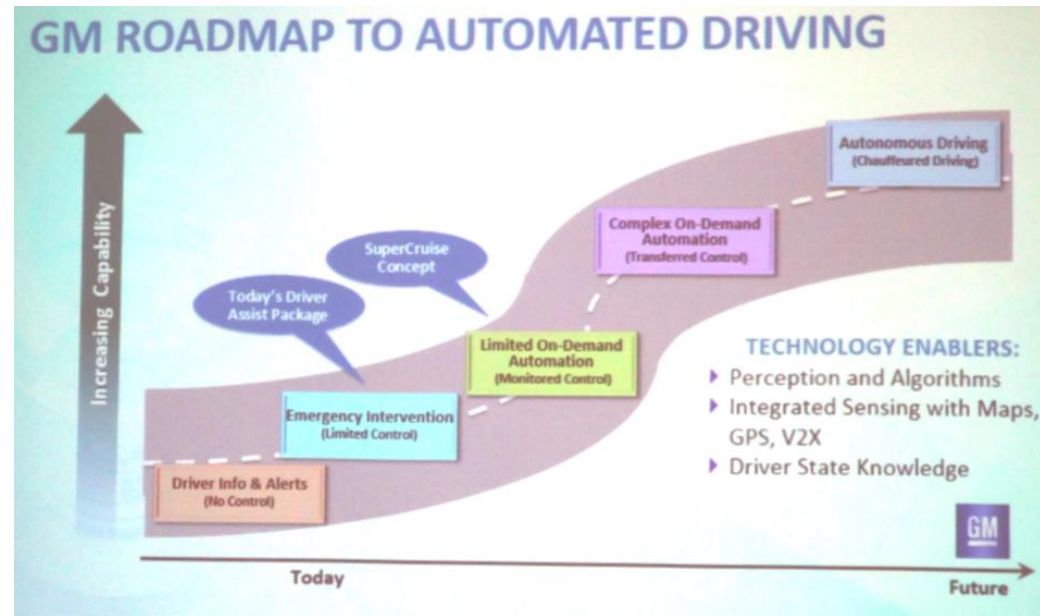 GM ROADMAP TO AUTOMATED DRIVING
Increasing Capability
Autonomous Driving
(Chauffeured Driving)
Complex On-Demand
Automation
(Transferred Control)
SuperCruise
Concept
Today's Driver
Assist Package
Limited On-Demand
Automation
(Monitored Control)
Emergency Intervention
(Limited Control)
Driver Info & Alerts
(No Control)
TECHNOLOGY ENABLERS:
Perception and Algorithms
Integrated Sensing with Maps,
GPS, V2X
Driver State Knowledge
GM
Today
Future